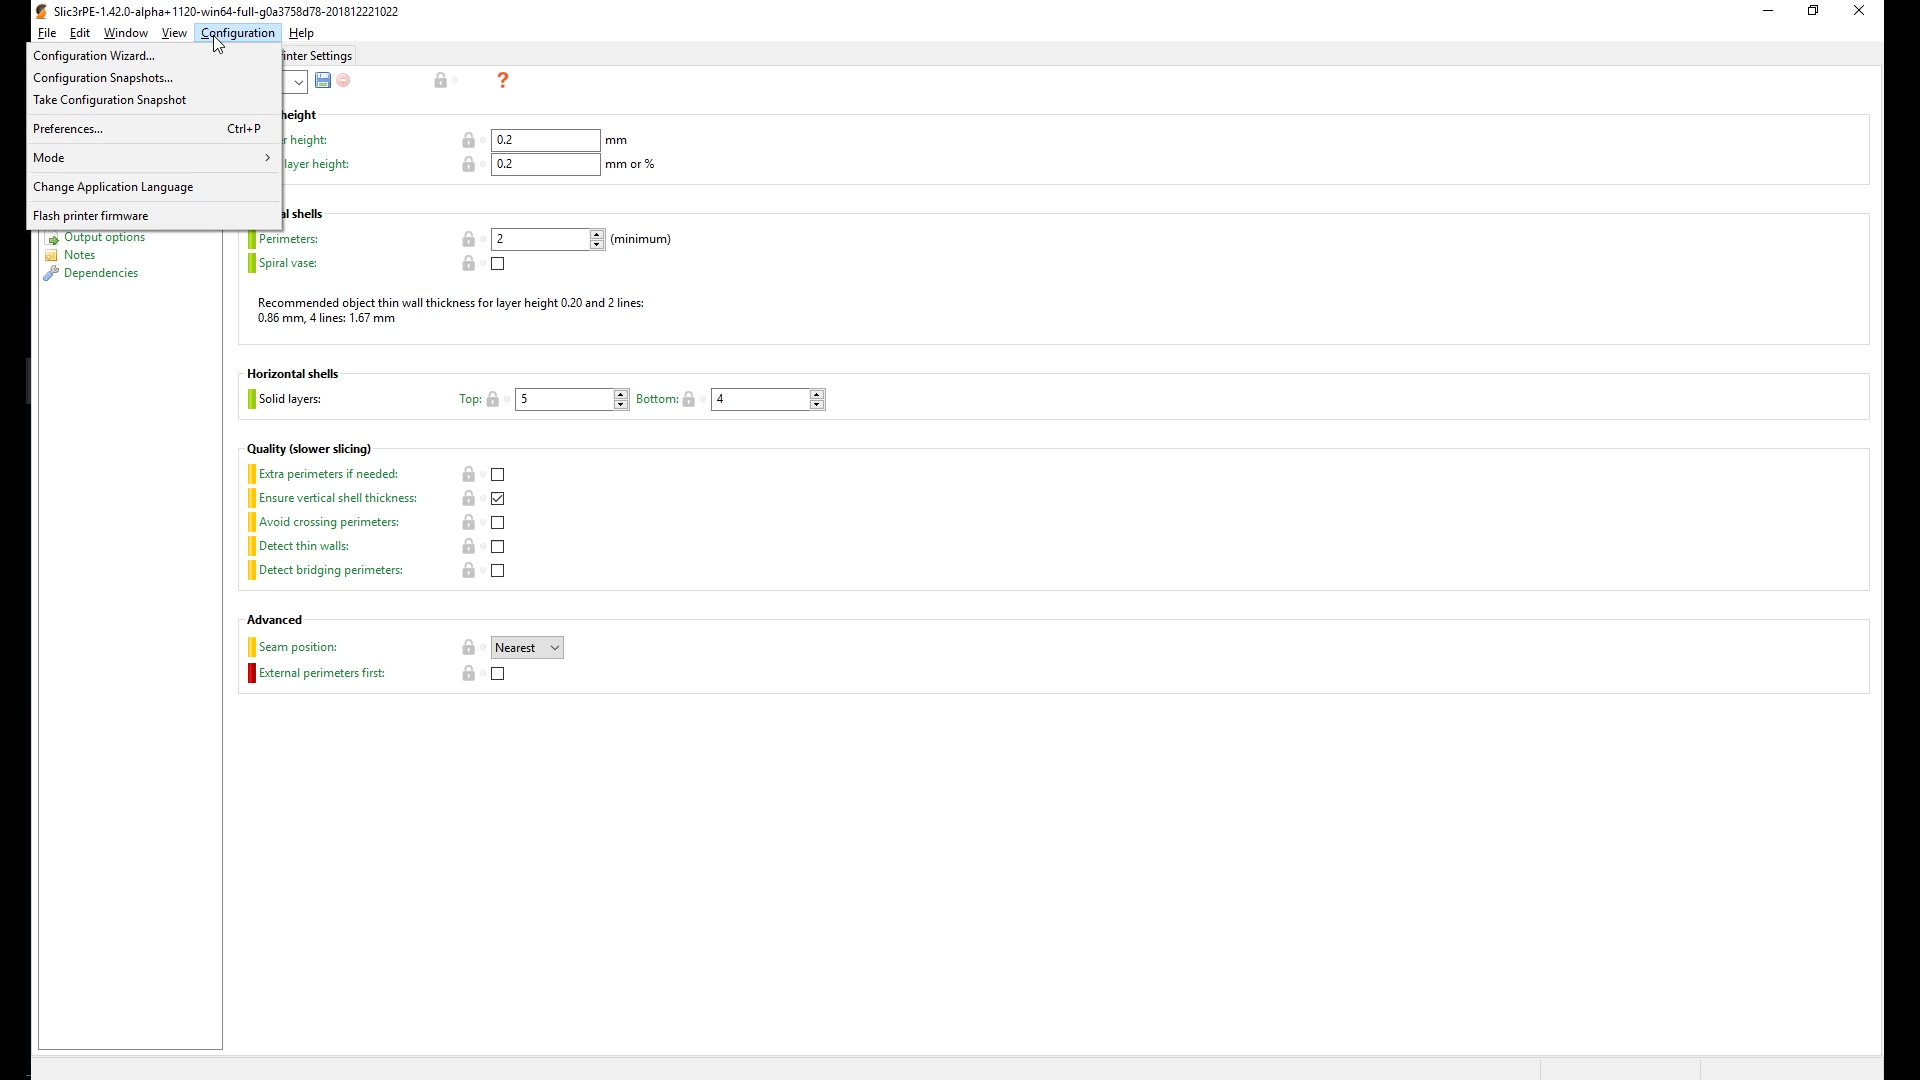 Slic3rPE-1.42.0-alpha+1120-win64-full-g0a3758d78-201812221022
File Edit Window View Configuration Help
Configuration Wizard...
Configuration Snapshots...
Take Configuration Snapshot
Preferences... Ctrl+P
Mode
Change Application Language
Flash printer firmware
inter Settings
?
height
r height: 0.2 mm
layer height: 0.2 mm or %
al shells
Output options
Notes
Dependencies
Perimeters: 2 (minimum)
Spiral vase:
Recommended object thin wall thickness for layer height 0.20 and 2 lines:
0.86 mm, 4 lines: 1.67 mm
Horizontal shells
Solid layers: Top: 5 Bottom: 4
Quality (slower slicing)
Extra perimeters if needed:
Ensure vertical shell thickness:
Avoid crossing perimeters:
Detect thin walls:
Detect bridging perimeters:
Advanced
Seam position: Nearest
External perimeters first: